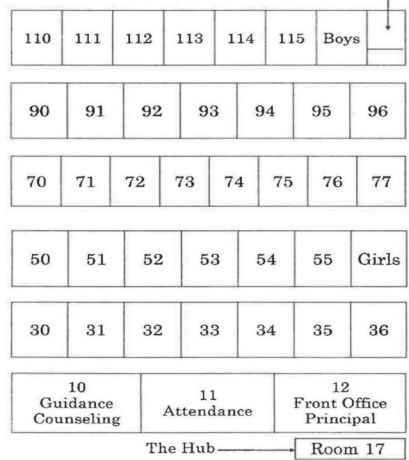 110 111 112 113 114 115 Boys
90 91 92 93 94 95 96
70 71 72 73 74 75 76 77
50 51 52 53 54 55 Girls
30 31 32 33 34 35 36
10 11 12
Guidance Attendance Front Office
Counseling Principal
The Hub Room 17